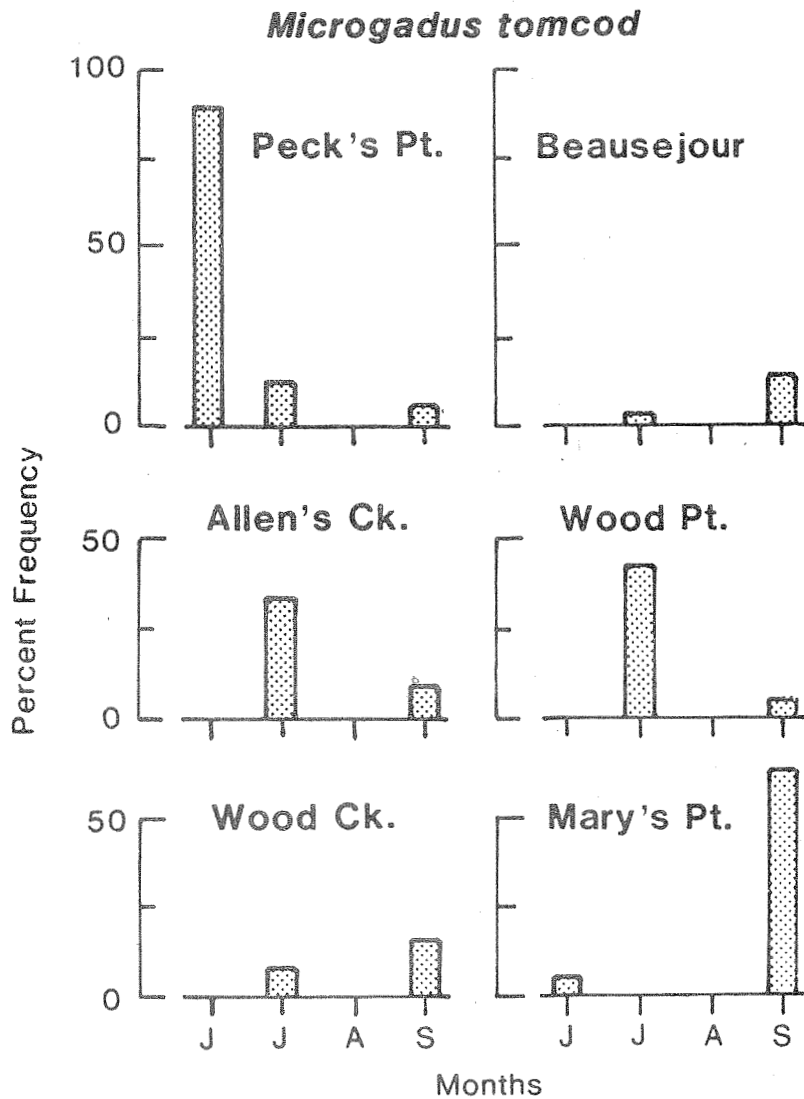 Microgadus tomcod
100
50
0
Peck's Pt.
Beausejour
Percent Frequency
50
0
Allen's Ck.
Wood Pt.
50
0
Wood Ck.
Mary's Pt.
J J A S
J J A S
Months